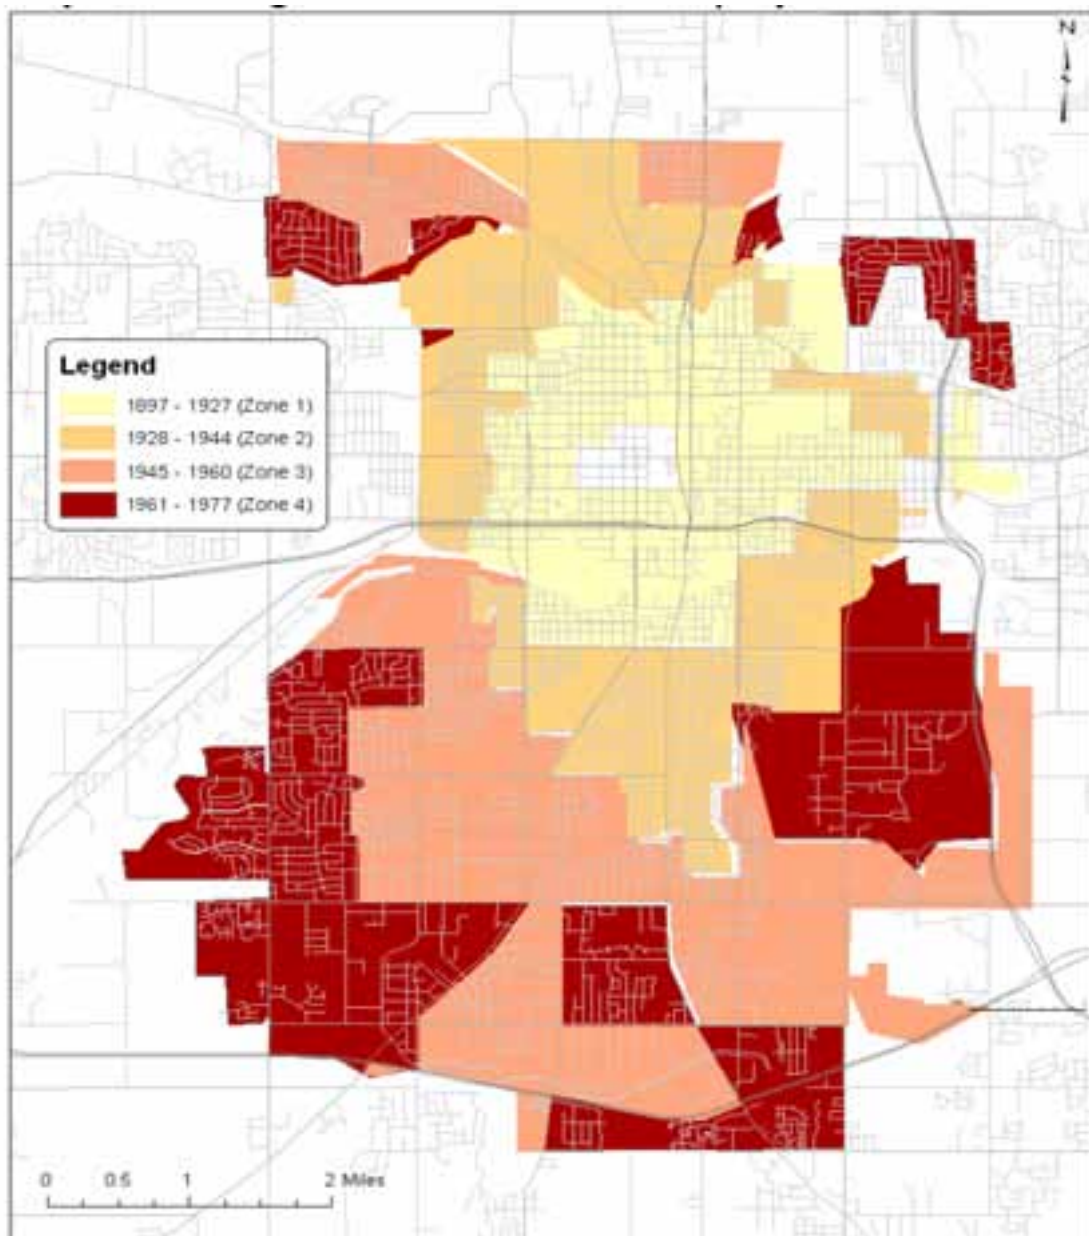 N
Legend
1897 - 1927 (Zone 1)
1928 - 1944 (Zone 2)
1945 - 1960 (Zone 3)
1961 - 1977 (Zone 4)
0 0.5 1 2 Miles